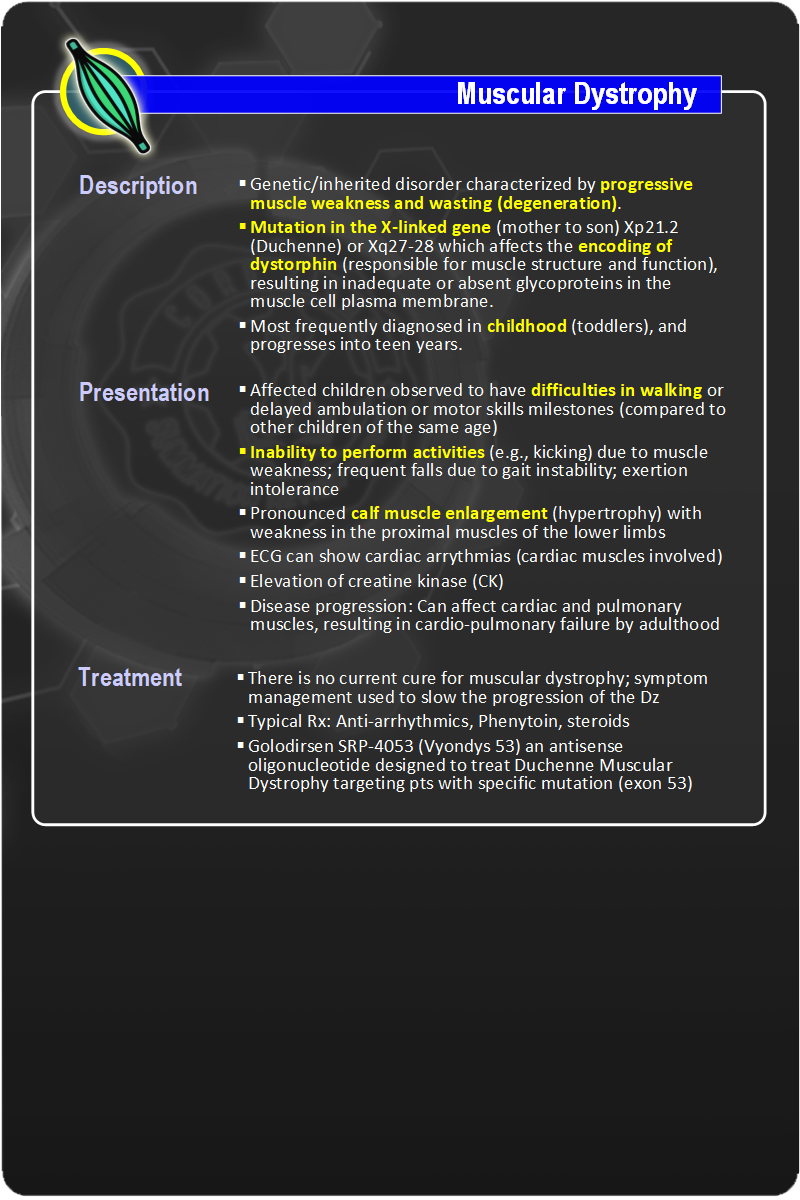 Muscular Dystrophy
Description
▪ Genetic/inherited disorder characterized by progressive
muscle weakness and wasting (degeneration).
▪ Mutation in the X-linked gene (mother to son) Xp21.2
(Duchenne) or Xq27-28 which affects the encoding of
dystorphin (responsible for muscle structure and function),
resulting in inadequate or absent glycoproteins in the
muscle cell plasma membrane.
▪ Most frequently diagnosed in childhood (toddlers), and
progresses into teen years.
Presentation
▪ Affected children observed to have difficulties in walking or
delayed ambulation or motor skills milestones (compared to
other children of the same age)
▪ Inability to perform activities (e.g., kicking) due to muscle
weakness; frequent falls due to gait instability; exertion
intolerance
▪ Pronounced calf muscle enlargement (hypertrophy) with
weakness in the proximal muscles of the lower limbs
▪ ECG can show cardiac arrytmias (cardiac muscles involved)
▪ Elevation of creatine kinase (CK)
▪ Disease progression: Can affect cardiac and pulmonary
muscles, resulting in cardio-pulmonary failure by adulthood
Treatment
▪ There is no current cure for muscular dystrophy; symptom
management used to slow the progression of the Dz
▪ Typical Rx: Anti-arrhythmics, Phenytoin, steroids
▪ Golodirsen SRP-4053 (Vyondys 53) an antisense
oligonucleotide designed to treat Duchenne Muscular
Dystrophy targeting pts with specific mutation (exon 53)